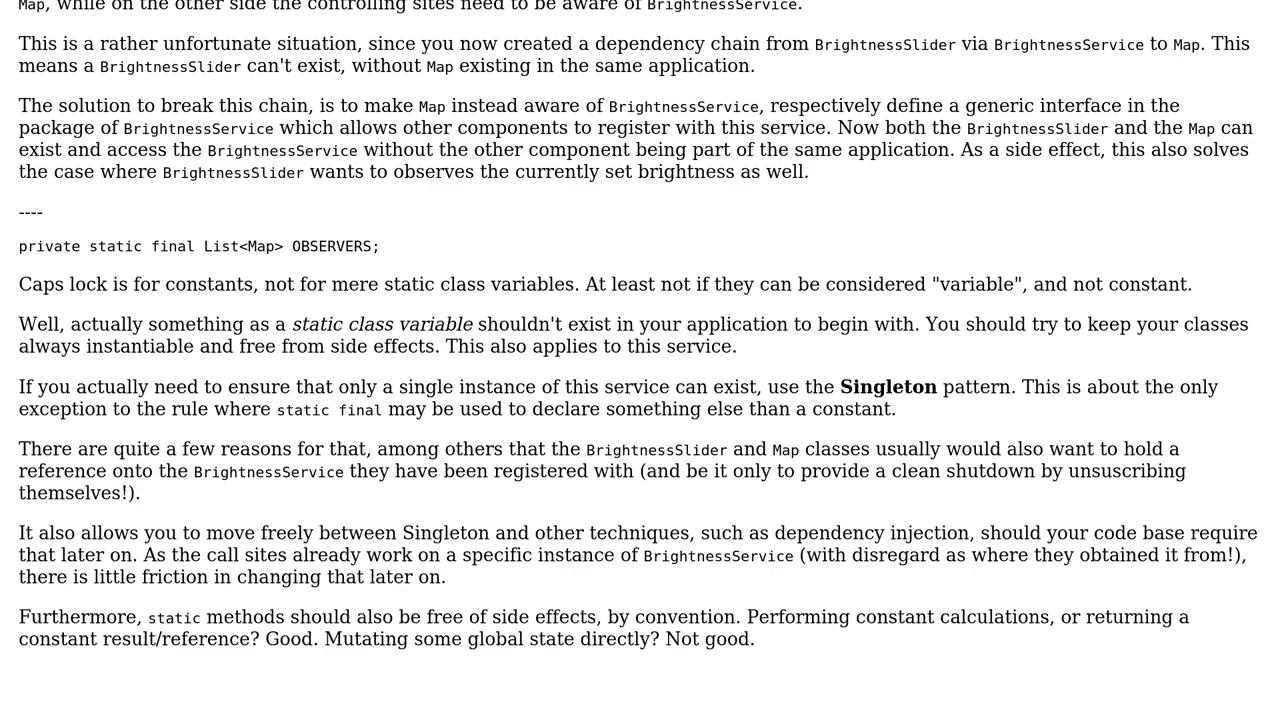 Map, while on the other side the controlling sites need to be aware of BrightnessService.
This is a rather unfortunate situation, since you now created a dependency chain from BrightnessSlider via BrightnessService to Map. This
means a BrightnessSlider can't exist, without Map existing in the same application.
The solution to break this chain, is to make Map instead aware of BrightnessService, respectively define a generic interface in the
package of BrightnessService which allows other components to register with this service. Now both the BrightnessSlider and the Map can
exist and access the BrightnessService without the other component being part of the same application. As a side effect, this also solves
the case where BrightnessSlider wants to observes the currently set brightness as well.
----
private static final List<Map> OBSERVERS;
Caps lock is for constants, not for mere static class variables. At least not if they can be considered "variable", and not constant.
Well, actually something as a static class variable shouldn't exist in your application to begin with. You should try to keep your classes
always instantiable and free from side effects. This also applies to this service.
If you actually need to ensure that only a single instance of this service can exist, use the Singleton pattern. This is about the only
exception to the rule where static final may be used to declare something else than a constant.
There are quite a few reasons for that, among others that the BrightnessSlider and Map classes usually would also want to hold a
reference onto the BrightnessService they have been registered with (and be it only to provide a clean shutdown by unsuscribing
themselves!).
It also allows you to move freely between Singleton and other techniques, such as dependency injection, should your code base require
that later on. As the call sites already work on a specific instance of BrightnessService (with disregard as where they obtained it from!),
there is little friction in changing that later on.
Furthermore, static methods should also be free of side effects, by convention. Performing constant calculations, or returning a
constant result/reference? Good. Mutating some global state directly? Not good.